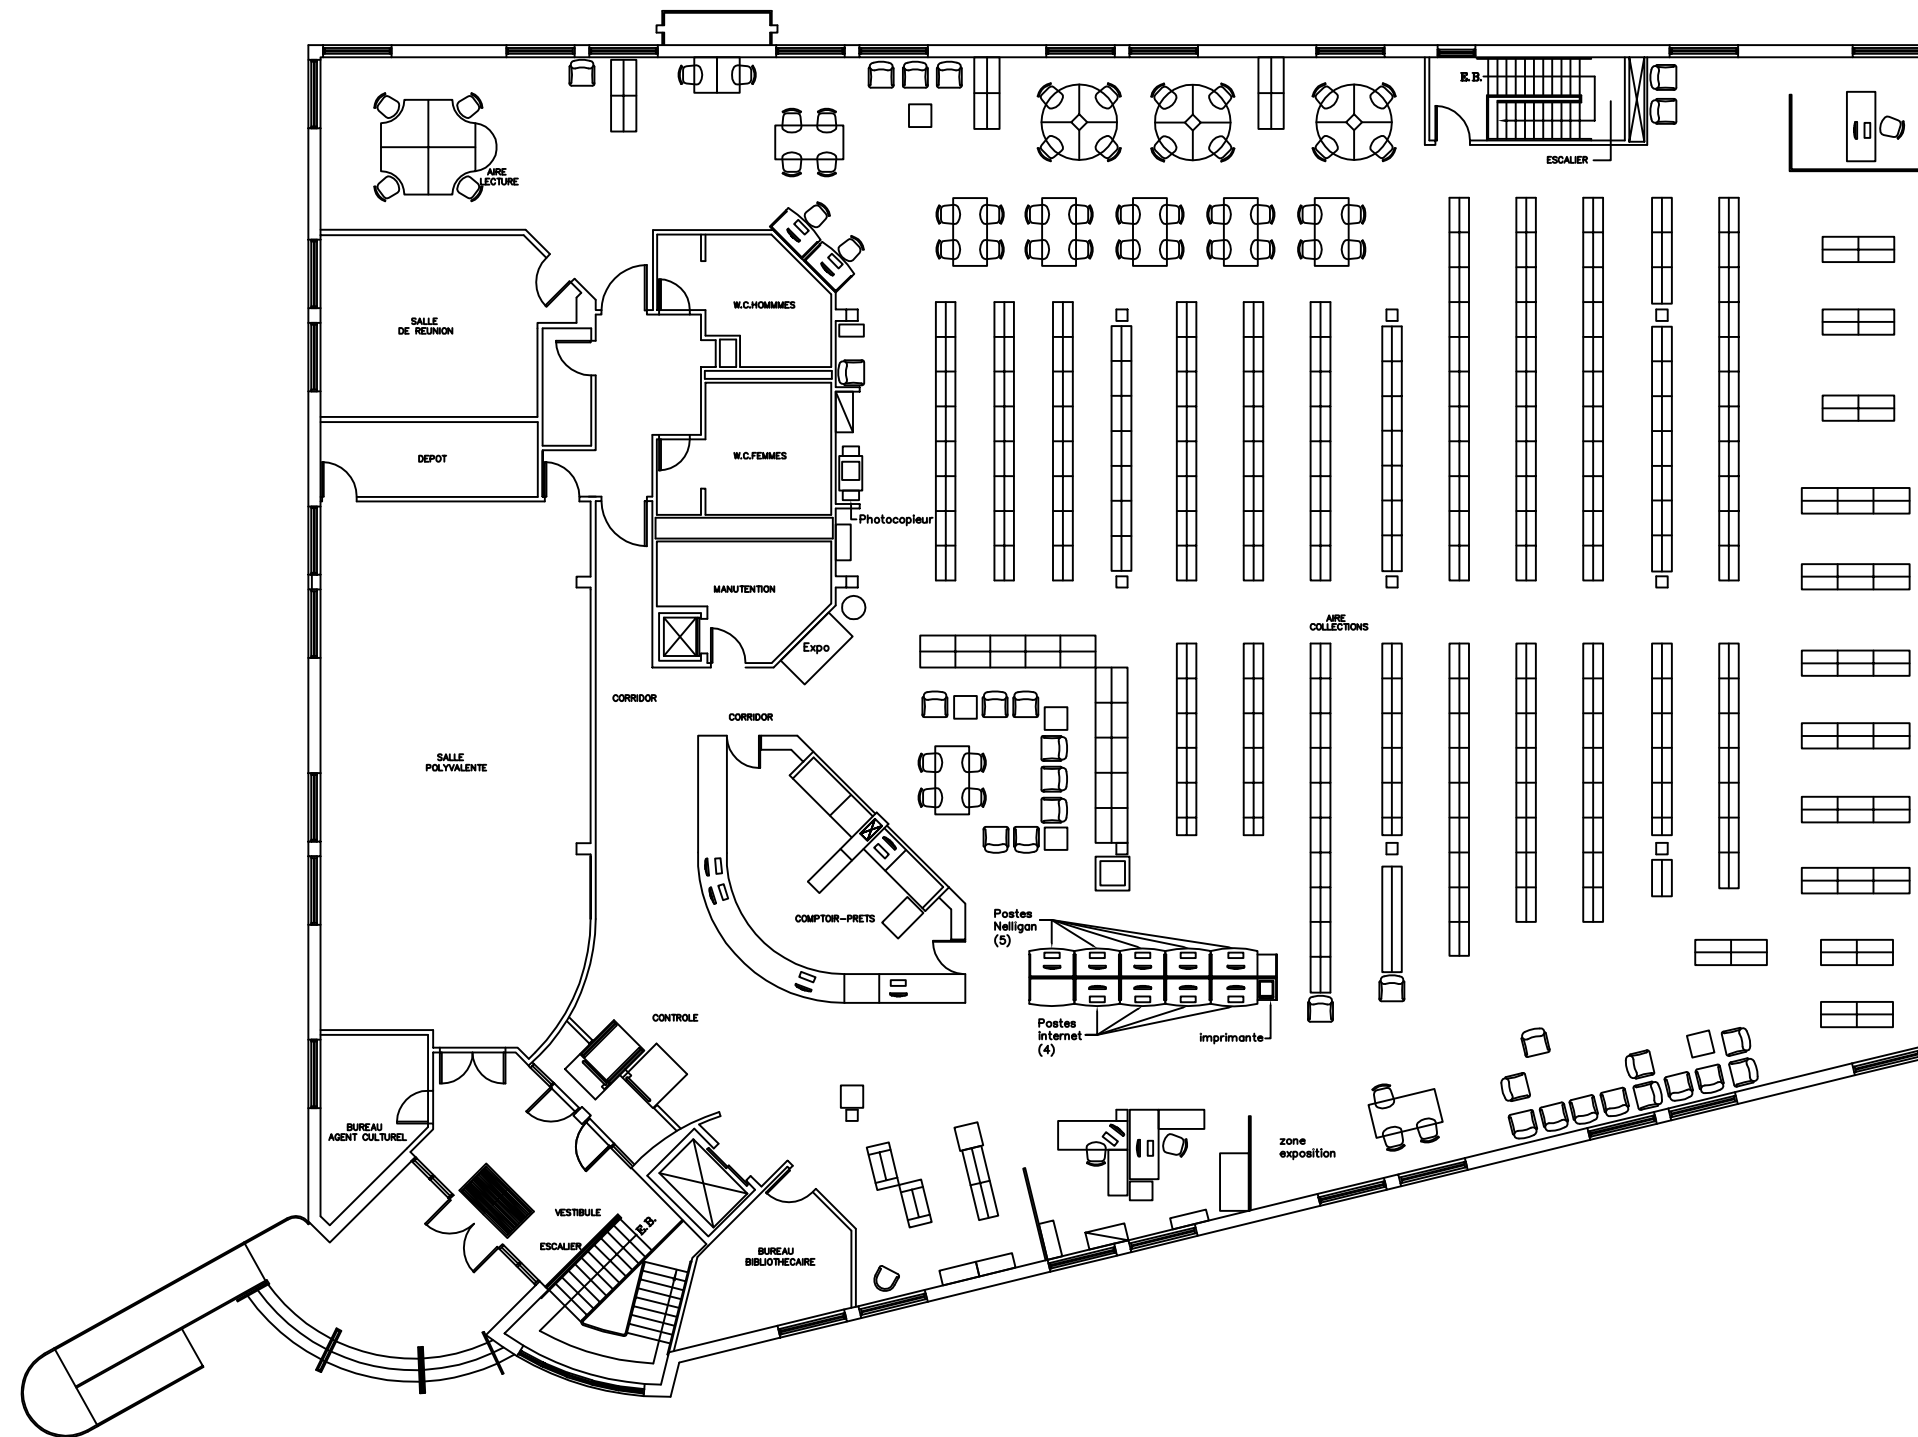 E.B.
ESCALIER
AIRE
LECTURE
W.C.HOMMMES
SALLE
DE REUNION
W.C.FEMMES
DEPOT
Photocopieur
MANUTENTION
AIRE
COLLECTIONS
Expo
CORRIDOR
CORRIDOR
SALLE
POLYVALENTE
COMPTOIR-PRETS
Postes
Nelligan
(5)
CONTROLE
Postes
internet
(4)
imprimante
BUREAU
AGENT CULTUREL
zone
exposition
VESTIBULE
E.B.
ESCALIER
BUREAU
BIBLIOTHECAIRE